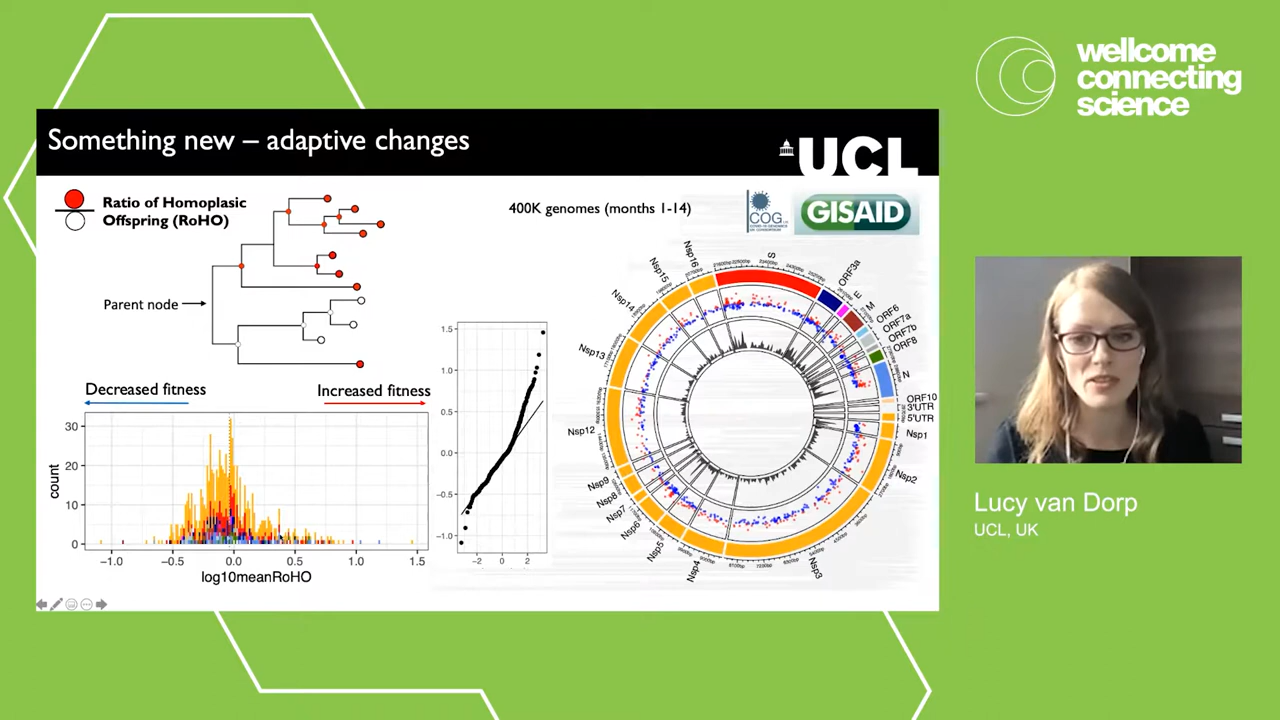 wellcome
connecting
science
Something new – adaptive changes
UCL
Ratio of Homoplasic
Offspring (RoHO)
Parent node
Decreased fitness
Increased fitness
30
20
10
0
count
−1.0
−0.5
0.0
0.5
1.0
1.5
log10meanRoHO
400K genomes (months 1-14)
COG
GISAID
1.5
1.0
0.5
0.0
−0.5
−1.0
−2
0
2
S
ORF3a
E
M
ORF6
ORF7a
ORF7b
ORF8
N
ORF10
3'UTR
5'UTR
Nsp1
Nsp2
Nsp3
Nsp4
Nsp5
Nsp6
Nsp7
Nsp8
Nsp9
Nsp12
Nsp13
Nsp14
Nsp15
Nsp16
Lucy van Dorp
UCL, UK